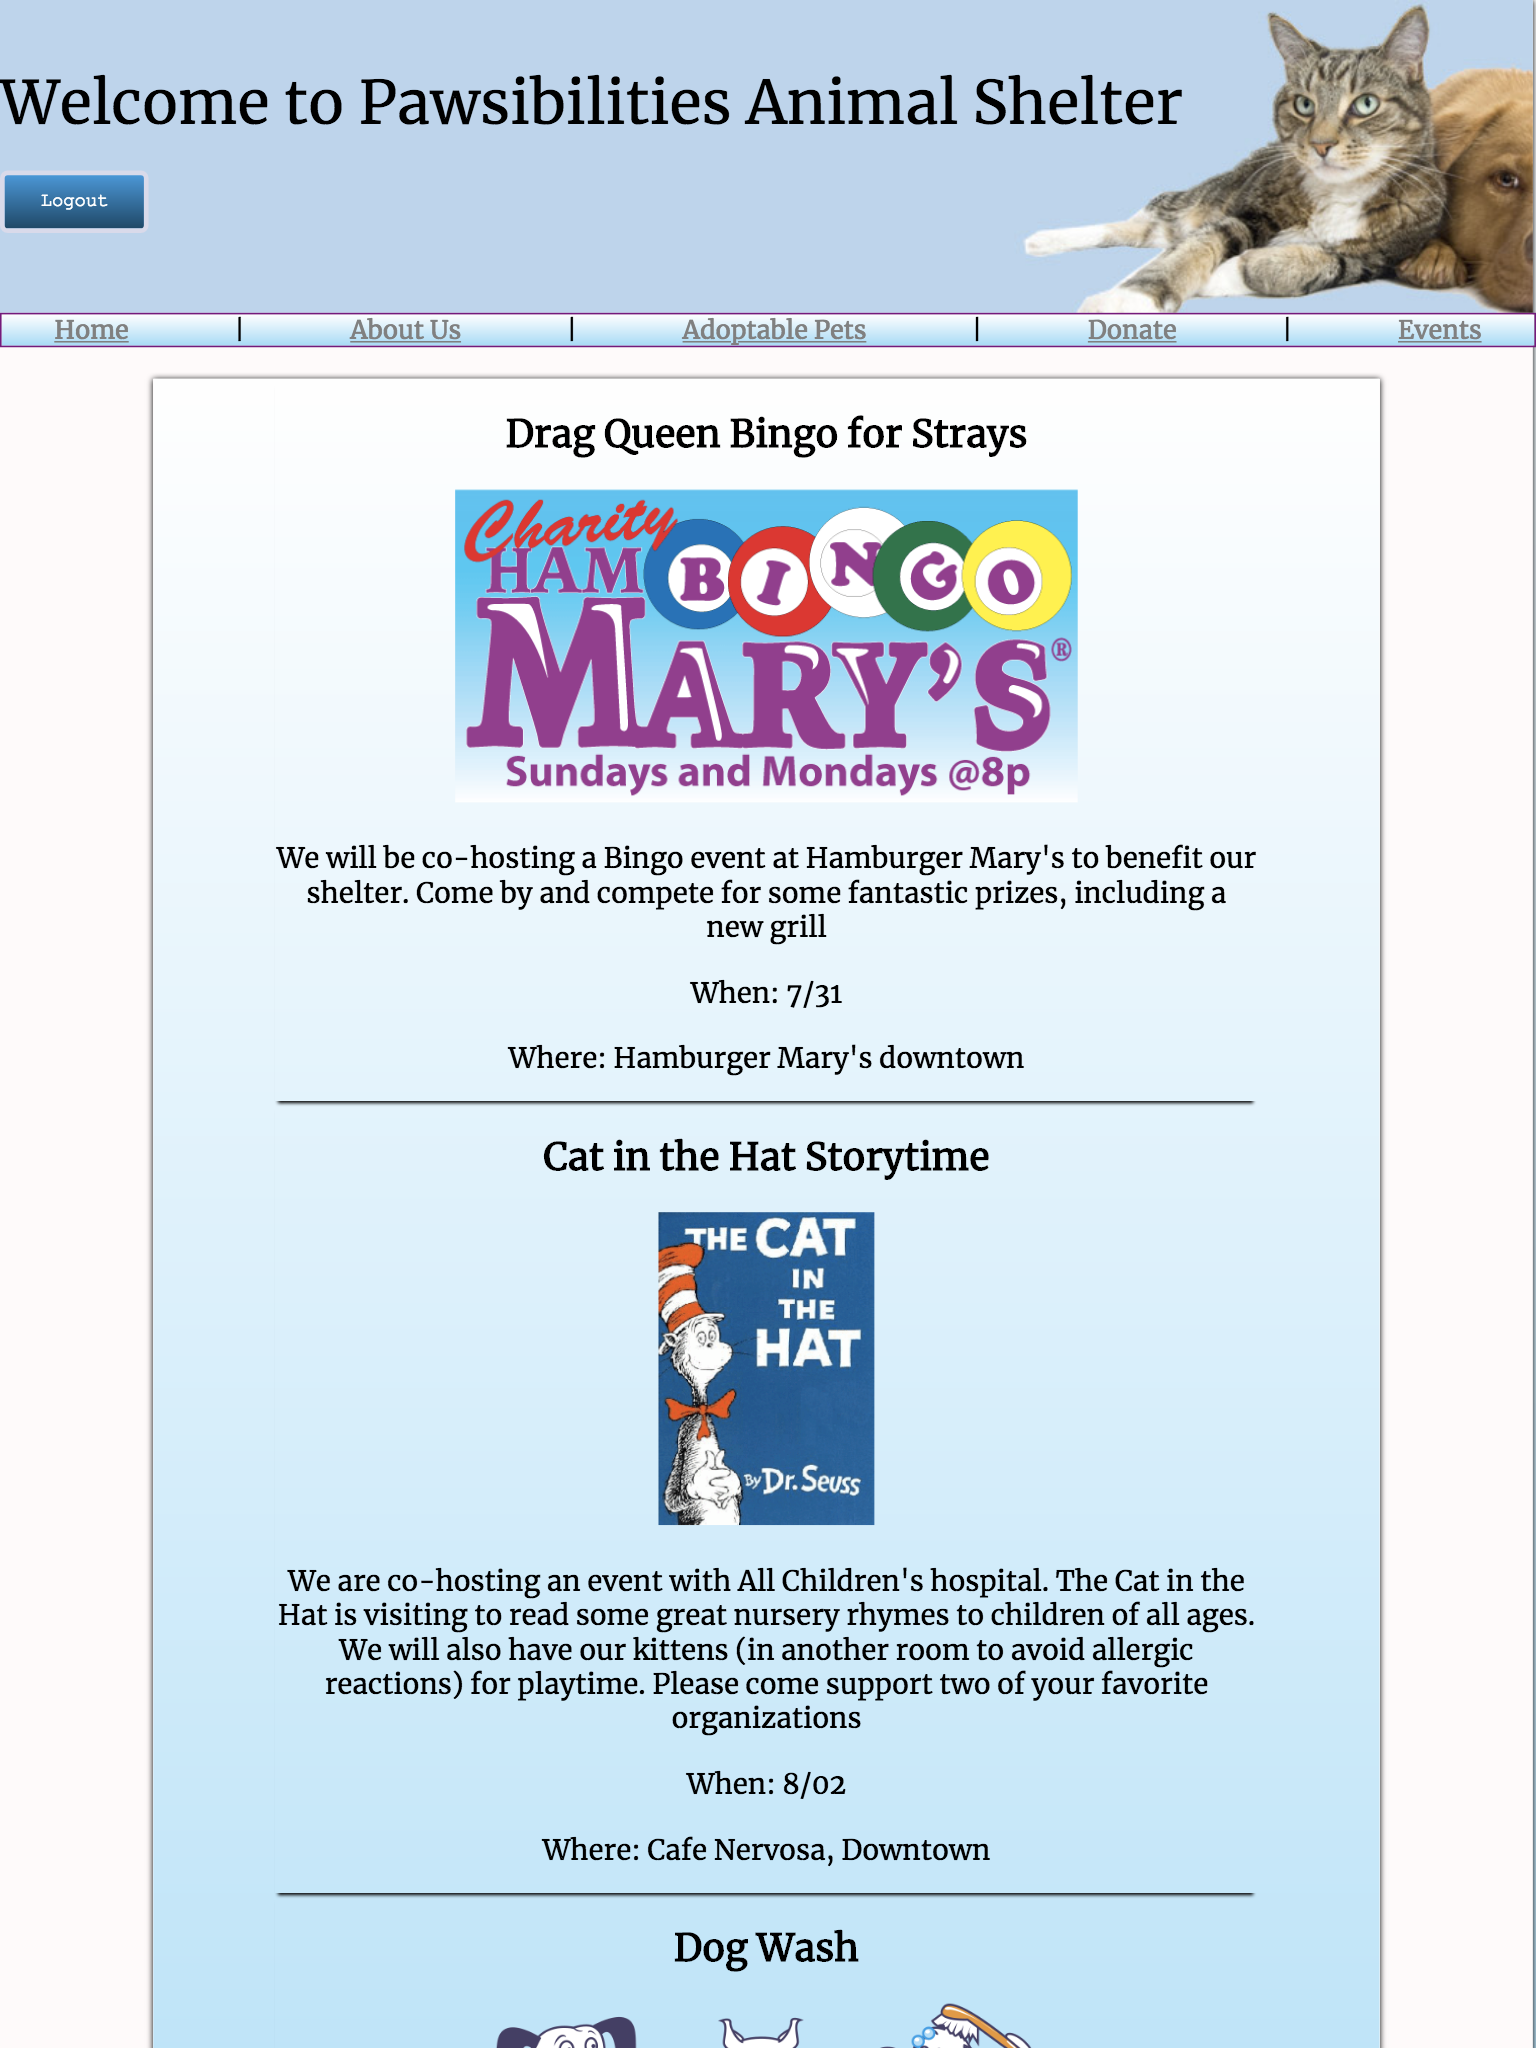 Welcome to Pawsibilities Animal Shelter
Logout
Home | About Us | Adoptable Pets | Donate | Events
Drag Queen Bingo for Strays
Charity
HAM BINGO
MARY'S®
Sundays and Mondays @8p
We will be co-hosting a Bingo event at Hamburger Mary's to benefit our
shelter. Come by and compete for some fantastic prizes, including a
new grill
When: 7/31
Where: Hamburger Mary's downtown
Cat in the Hat Storytime
THE CAT
IN
THE
HAT
By Dr. Seuss
We are co-hosting an event with All Children's hospital. The Cat in the
Hat is visiting to read some great nursery rhymes to children of all ages.
We will also have our kittens (in another room to avoid allergic
reactions) for playtime. Please come support two of your favorite
organizations
When: 8/02
Where: Cafe Nervosa, Downtown
Dog Wash